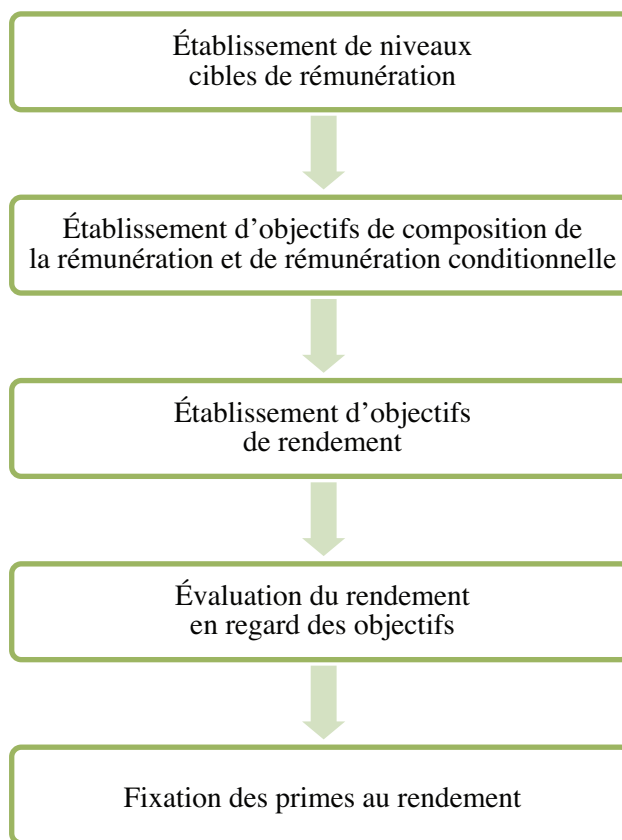 Établissement de niveaux
cibles de rémunération
Établissement d’objectifs de composition de
la rémunération et de rémunération conditionnelle
Établissement d’objectifs
de rendement
Évaluation du rendement
en regard des objectifs
Fixation des primes au rendement